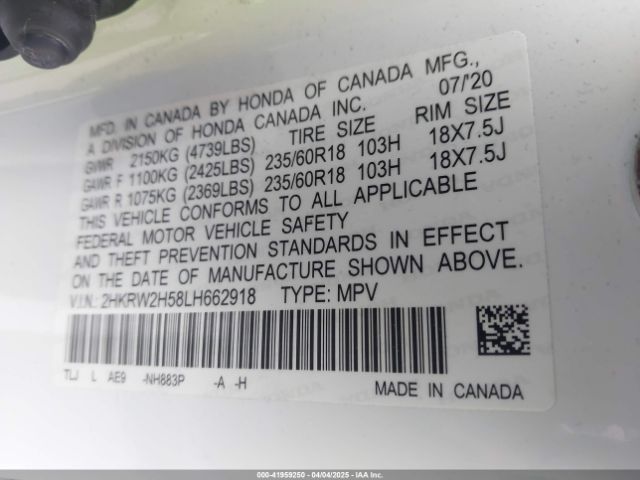 MFD. IN CANADA BY HONDA OF CANADA MFG.,
A DIVISION OF HONDA CANADA INC. 07/'20
GVWR 2150KG (4739LBS) TIRE SIZE RIM SIZE
GAWR F 1100KG (2425LBS) 235/60R18 103H 18X7.5J
GAWR R 1075KG (2369LBS) 235/60R18 103H 18X7.5J
THIS VEHICLE CONFORMS TO ALL APPLICABLE
FEDERAL MOTOR VEHICLE SAFETY
AND THEFT PREVENTION STANDARDS IN EFFECT
ON THE DATE OF MANUFACTURE SHOWN ABOVE.
V.I.N.: 2HKRW2H58LH662918 TYPE: MPV
TLJ L AE9 -NH883P -A -H
MADE IN CANADA
000-41959250 - 04/04/2025 - IAA Inc.